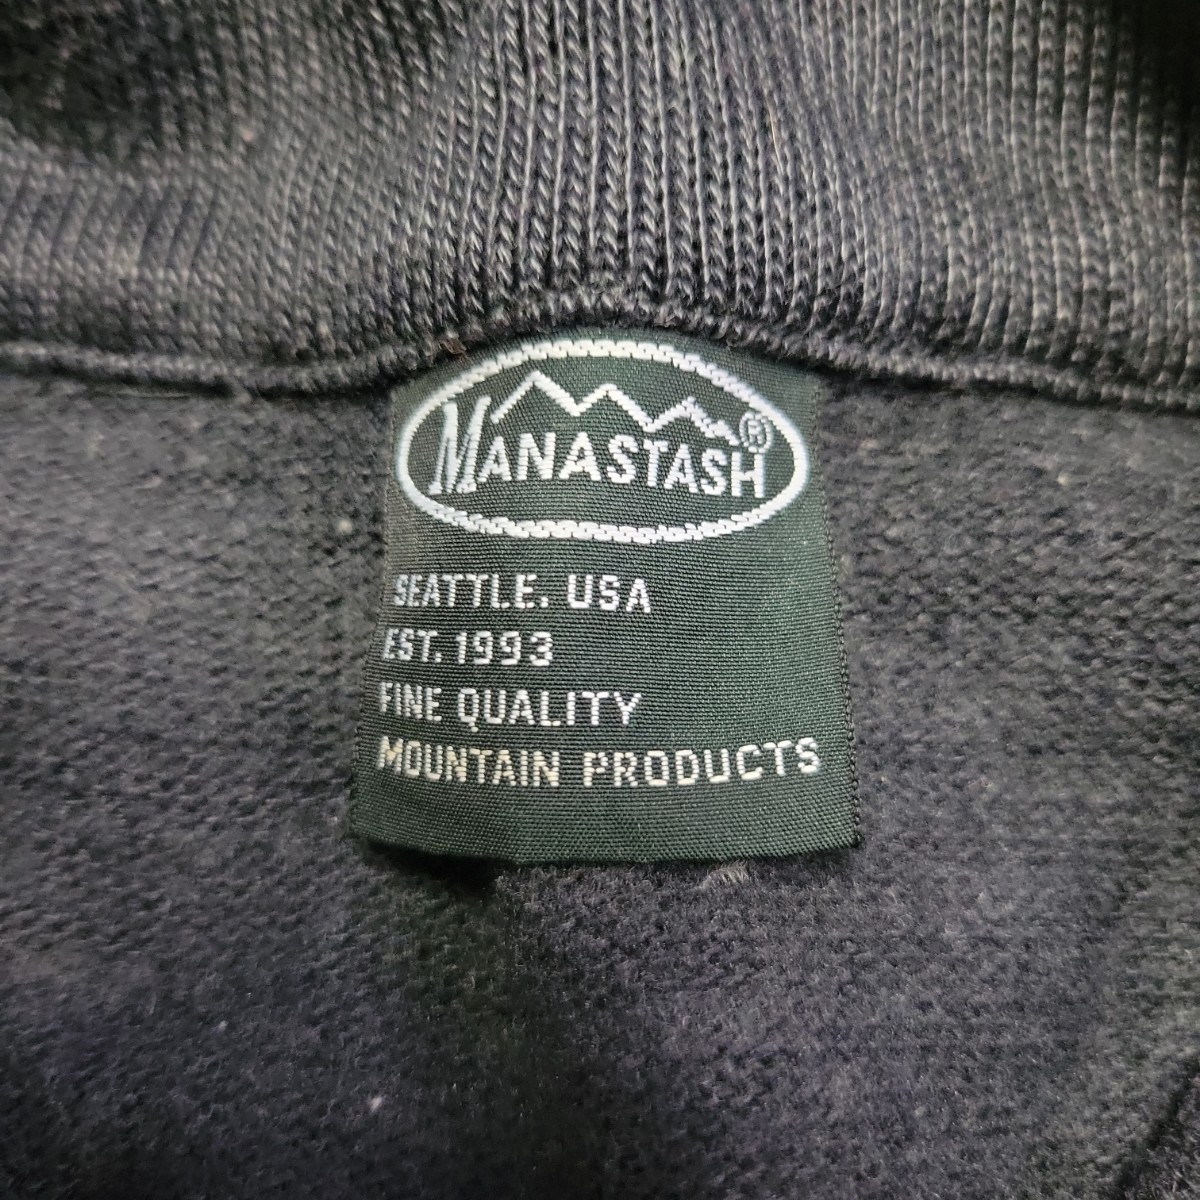 MANASTASH®
SEATTLE. USA
EST. 1993
FINE QUALITY
MOUNTAIN PRODUCTS